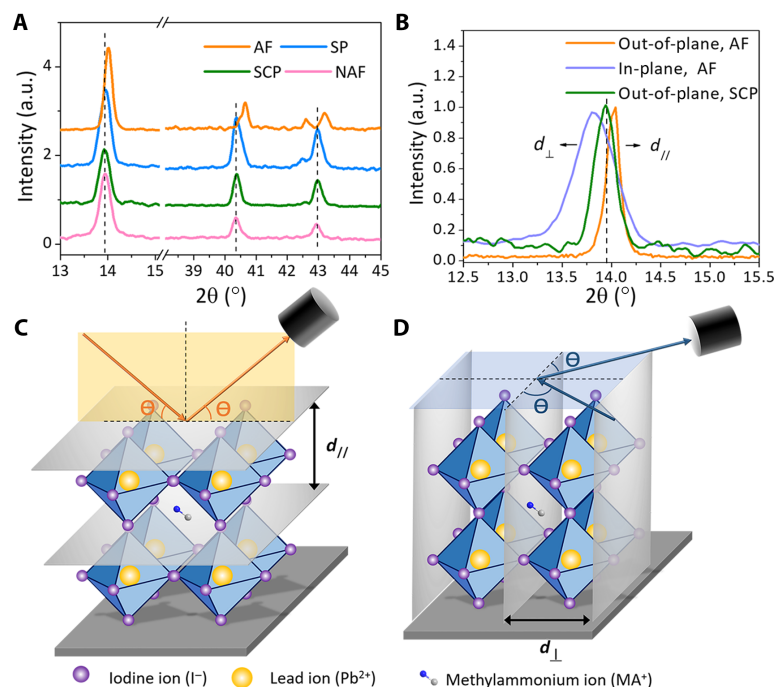 A
AF
SP
SCP
NAF
Intensity (a.u.)
4
2
0
13
14
15
40
41
42
43
44
45
2θ (°)
B
Out-of-plane, AF
In-plane, AF
Out-of-plane, SCP
d⊥
d//
Intensity (a.u.)
1.4
1.2
1.0
0.8
0.6
0.4
0.2
0.0
12.5
13.0
13.5
14.0
14.5
15.0
15.5
2θ (°)
C
Θ
Θ
d//
D
Θ
Θ
d⊥
Iodine ion (I⁻)
Lead ion (Pb²⁺)
Methylammonium ion (MA⁺)